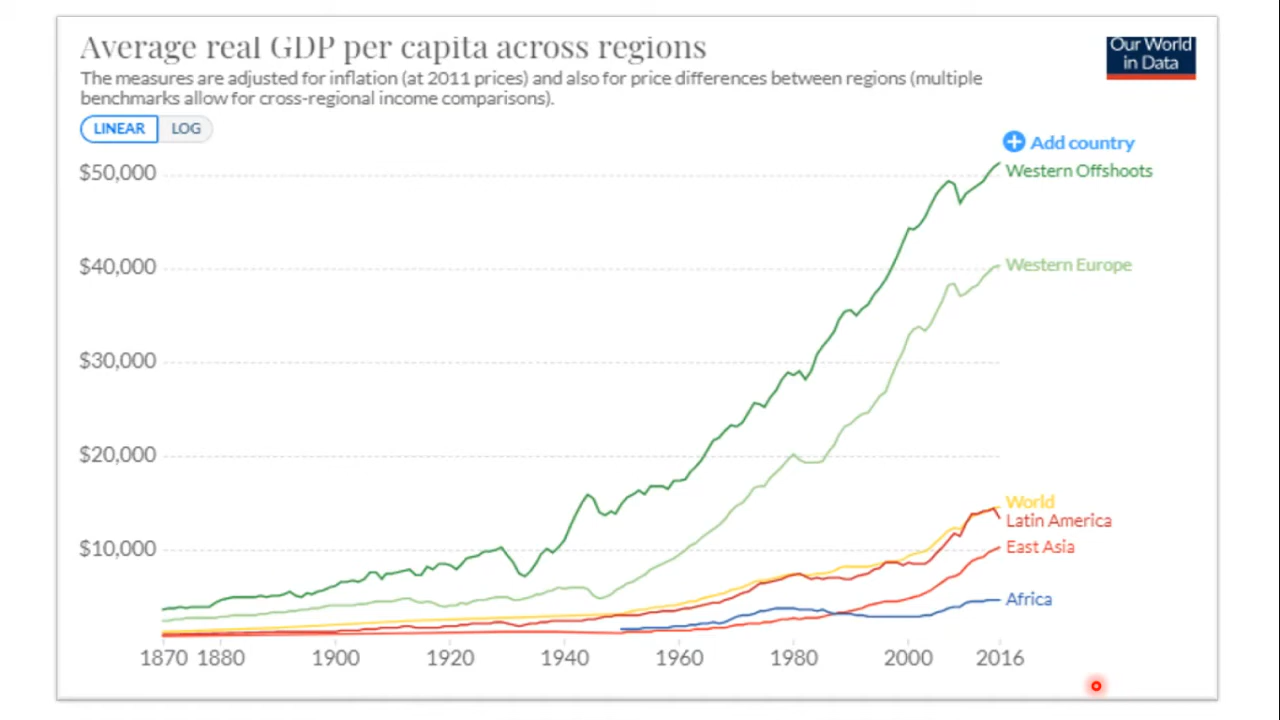 Average real GDP per capita across regions
The measures are adjusted for inflation (at 2011 prices) and also for price differences between regions (multiple
benchmarks allow for cross-regional income comparisons).
Our World
in Data
LINEAR LOG
Add country
$50,000
Western Offshoots
$40,000
Western Europe
$30,000
$20,000
World
Latin America
$10,000
East Asia
Africa
1870 1880 1900 1920 1940 1960 1980 2000 2016